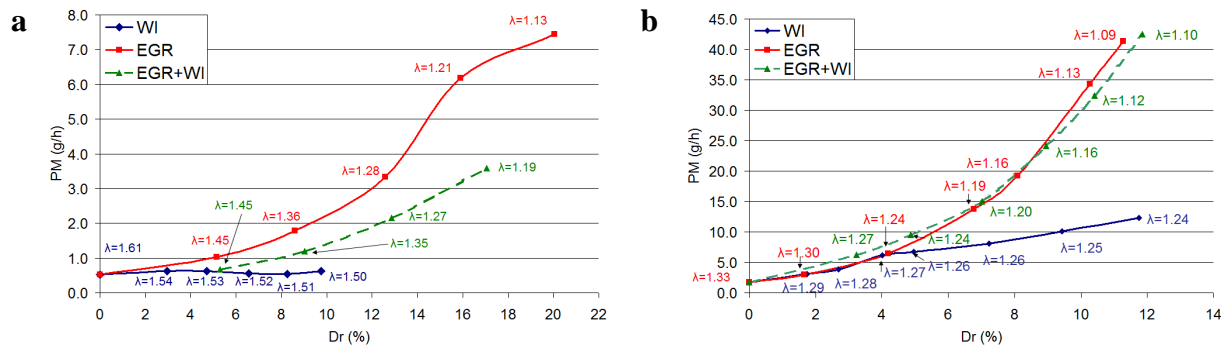 a
WI
EGR
EGR+WI
PM (g/h)
8.0
7.0
6.0
5.0
4.0
3.0
2.0
1.0
0.0
λ=1.13
λ=1.21
λ=1.28
λ=1.19
λ=1.36
λ=1.45
λ=1.27
λ=1.61
λ=1.45
λ=1.35
λ=1.54
λ=1.53
λ=1.52
λ=1.51
λ=1.50
0 2 4 6 8 10 12 14 16 18 20 22
Dr (%)
b
WI
EGR
EGR+WI
PM (g/h)
45.0
40.0
35.0
30.0
25.0
20.0
15.0
10.0
5.0
0.0
λ=1.09
λ=1.10
λ=1.13
λ=1.12
λ=1.16
λ=1.16
λ=1.19
λ=1.20
λ=1.24
λ=1.24
λ=1.30
λ=1.27
λ=1.24
λ=1.25
λ=1.33
λ=1.29
λ=1.28
λ=1.27
λ=1.26
λ=1.26
0 2 4 6 8 10 12 14
Dr (%)